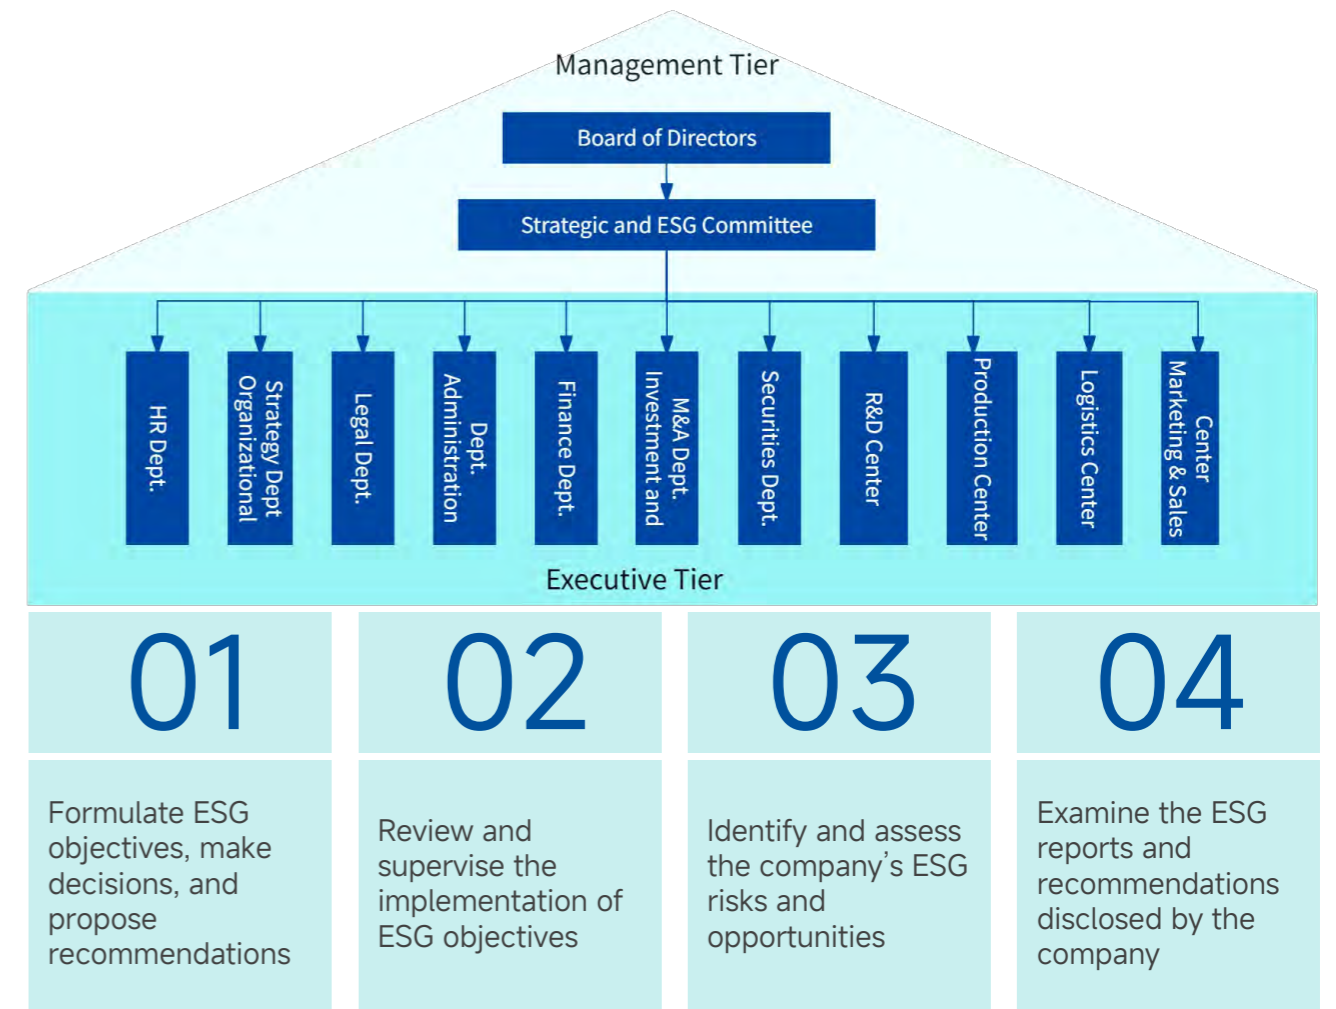 Management Tier
Board of Directors
Strategic and ESG Committee
HR Dept.
Organizational
Strategy Dept
Legal Dept.
Administration
Dept.
Finance Dept.
Investment and
M&A Dept.
Securities Dept.
R&D Center
Production Center
Logistics Center
Marketing & Sales
Center
Executive Tier
01
Formulate ESG
objectives, make
decisions, and
propose
recommendations
02
Review and
supervise the
implementation of
ESG objectives
03
Identify and assess
the company's ESG
risks and
opportunities
04
Examine the ESG
reports and
recommendations
disclosed by the
company